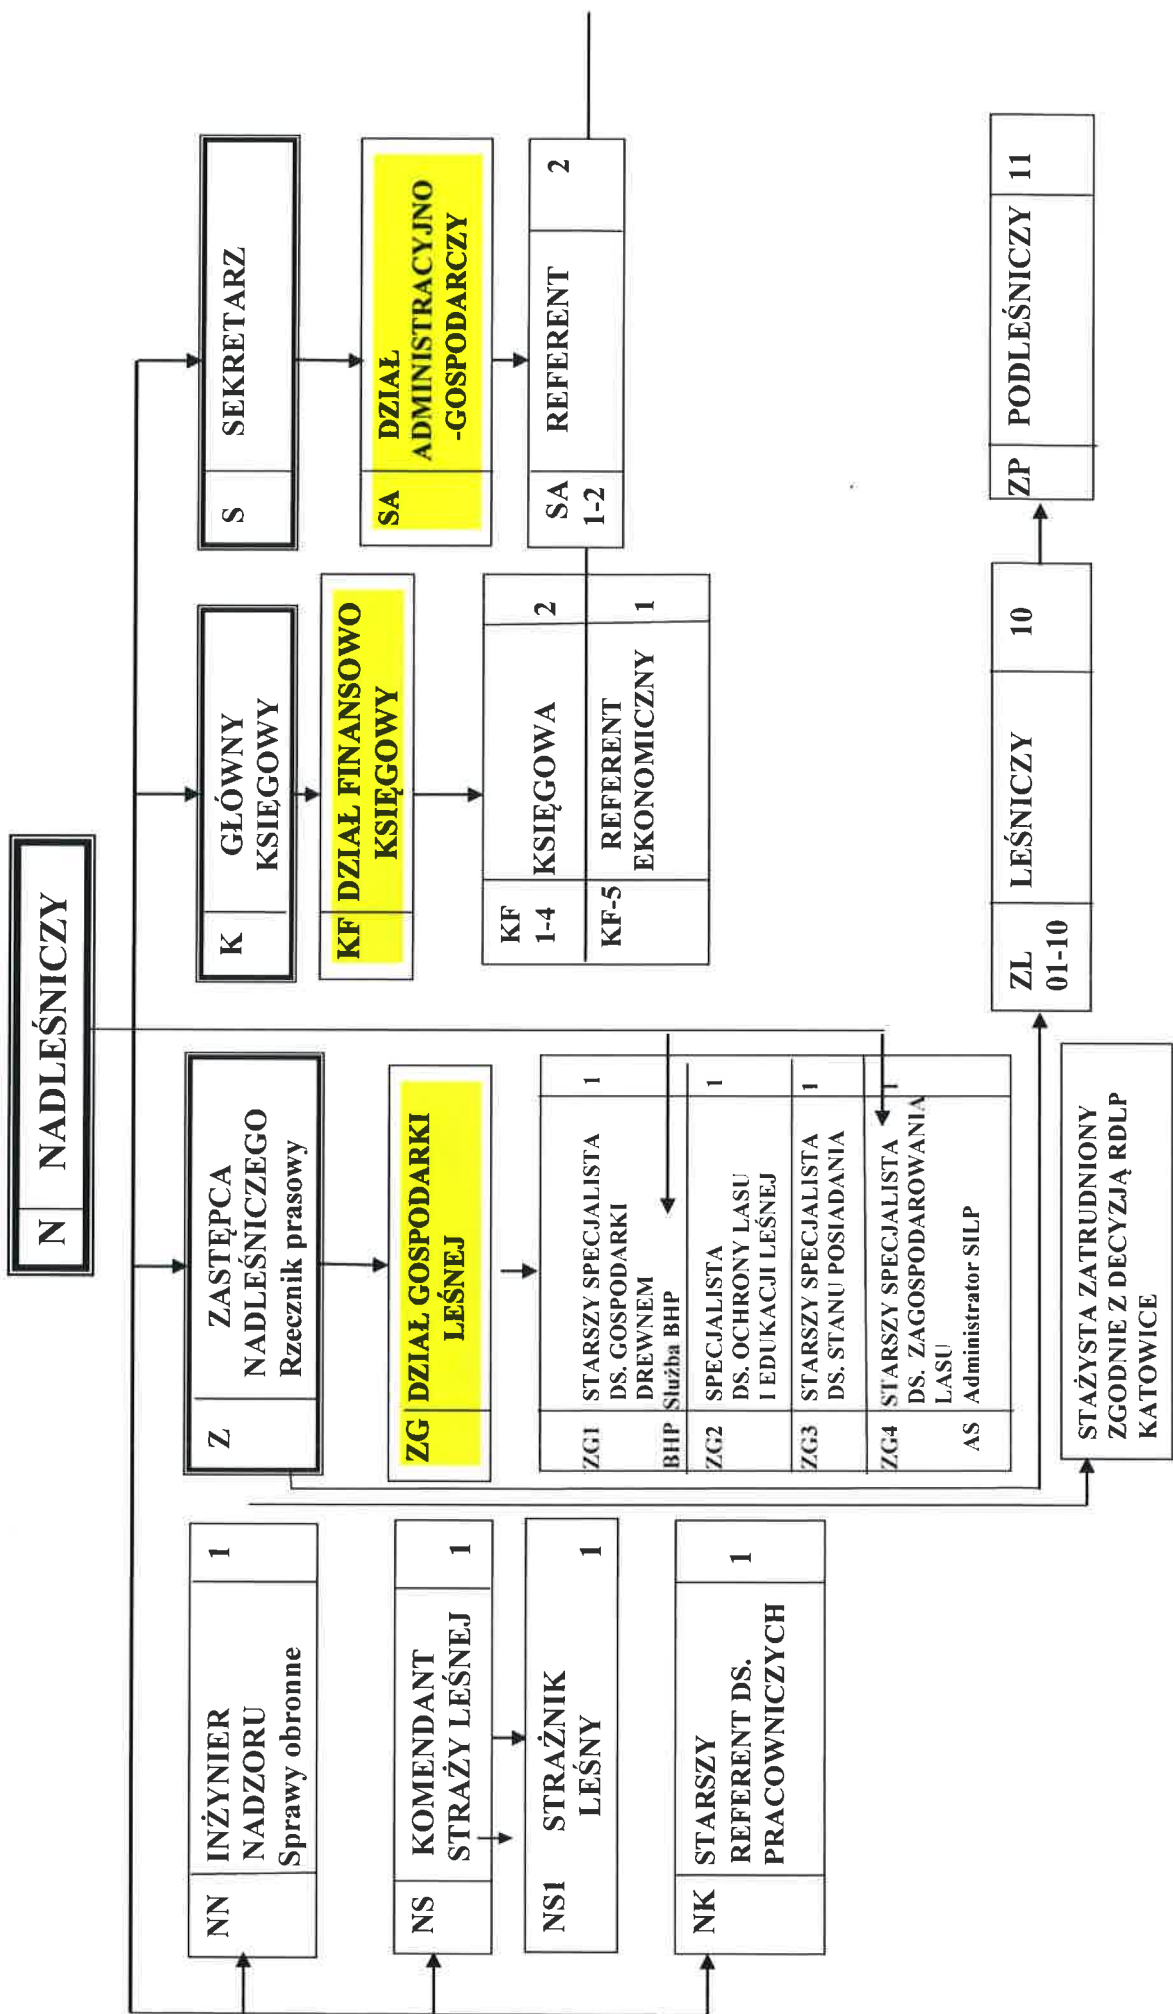 N NADLEŚNICZY
NN INŻYNIER 1
NADZORU
Sprawy obronne
NS KOMENDANT 1
STRAŻY LEŚNEJ
NS1 STRAŻNIK 1
LEŚNY
NK STARSZY 1
REFERENT DS.
PRACOWNICZYCH
Z ZASTĘPCA
NADLEŚNICZEGO
Rzecznik prasowy
ZG DZIAŁ GOSPODARKI
LEŚNEJ
ZG1 STARSZY SPECJALISTA 1
DS. GOSPODARKI
DREWNEM
BHP Służba BHP
ZG2 SPECJALISTA 1
DS. OCHRONY LASU
I EDUKACJI LEŚNEJ
ZG3 STARSZY SPECJALISTA 1
DS. STANU POSIADANIA
ZG4 STARSZY SPECJALISTA 1
DS. ZAGOSPODAROWANIA
LASU
AS Administrator SILP
K GŁÓWNY
KSIĘGOWY
KF DZIAŁ FINANSOWO
KSIĘGOWY
KF KSIĘGOWA 2
1-4
KF-5 REFERENT 1
EKONOMICZNY
S SEKRETARZ
SA DZIAŁ
ADMINISTRACYJNO
-GOSPODARCZY
SA REFERENT 2
1-2
STAŻYSTA ZATRUDNIONY
ZGODNIE Z DECYZJĄ RDLP
KATOWICE
ZL LEŚNICZY 10
01-10
ZP PODLEŚNICZY 11